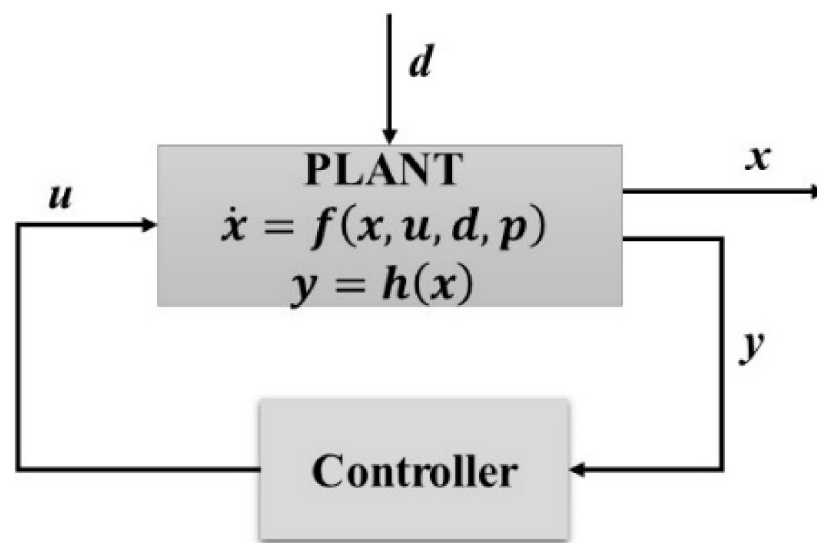 d
PLANT
ẋ = f(x, u, d, p)
y = h(x)
x
u
y
Controller